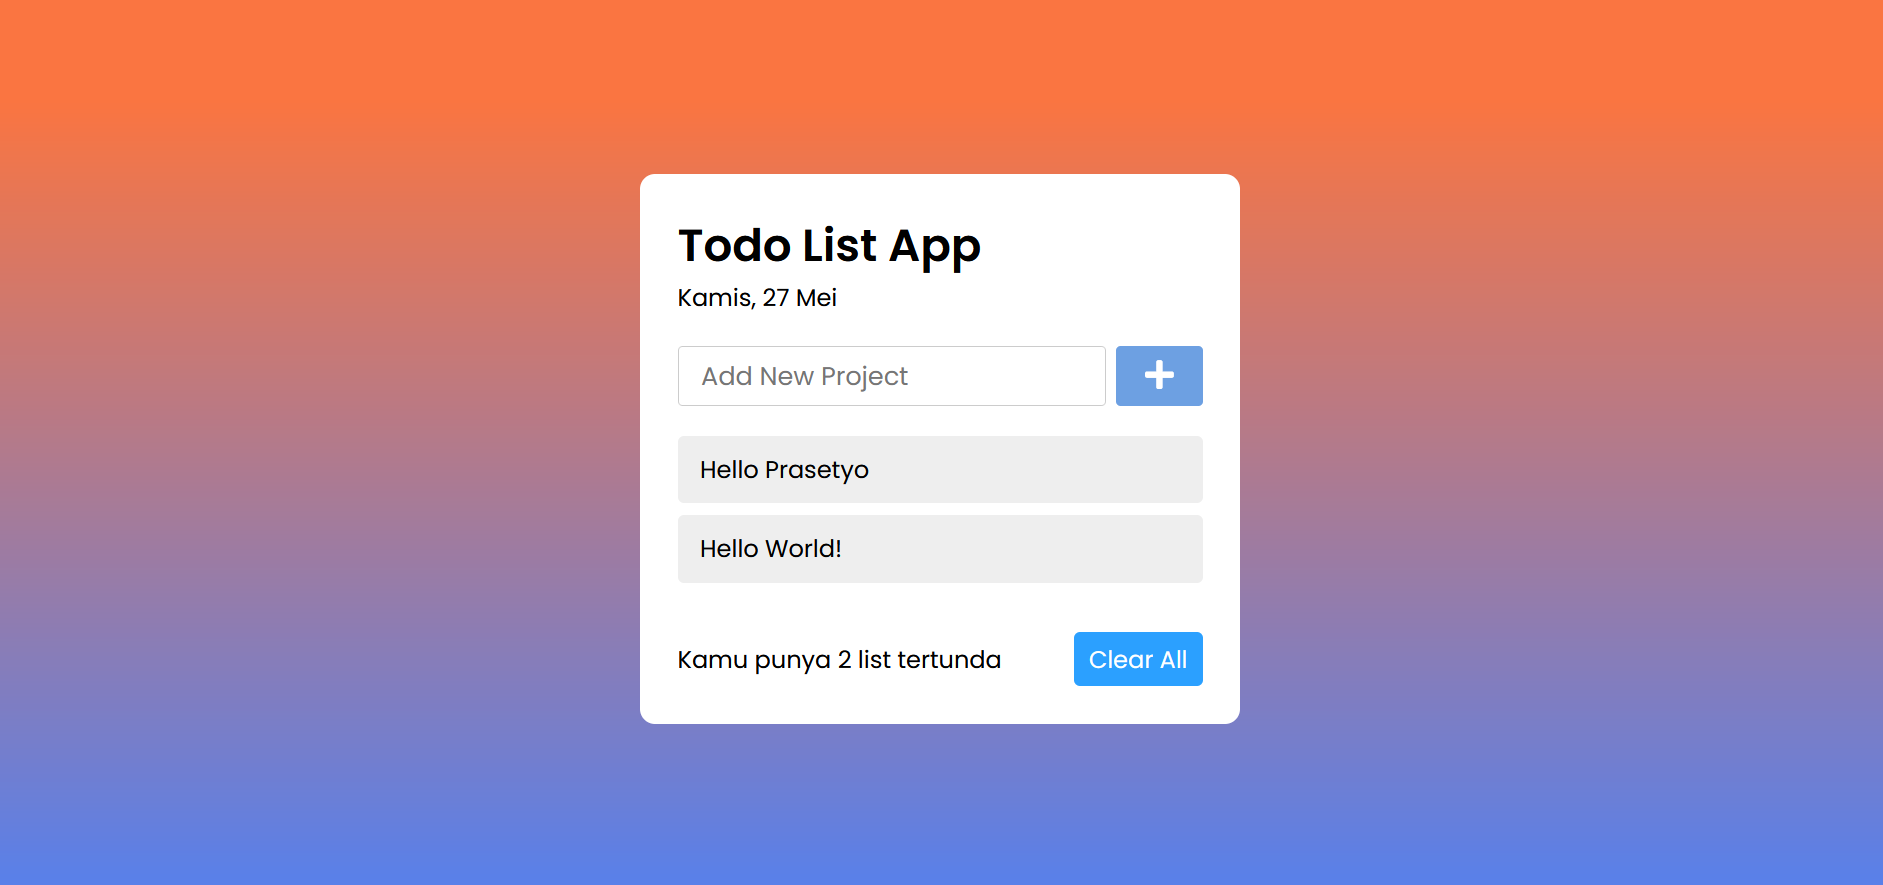 Todo List App
Kamis, 27 Mei
Add New Project
Hello Prasetyo
Hello World!
Kamu punya 2 list tertunda
Clear All